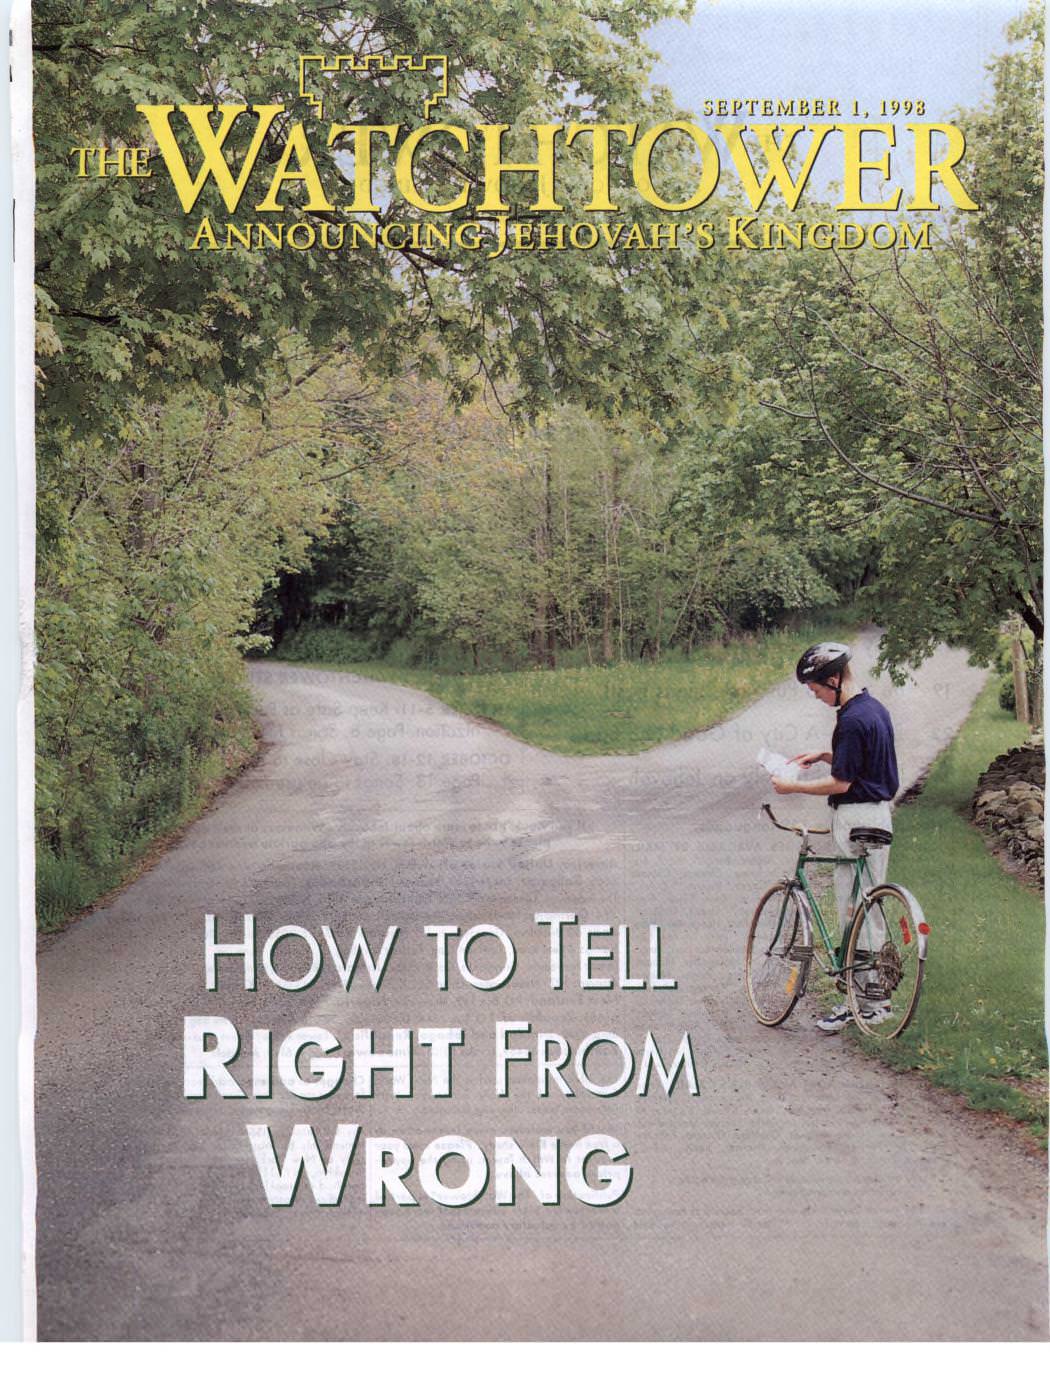 SEPTEMBER 1, 1998
THE WATCHTOWER
ANNOUNCING JEHOVAH'S KINGDOM
HOW TO TELL
RIGHT FROM
WRONG